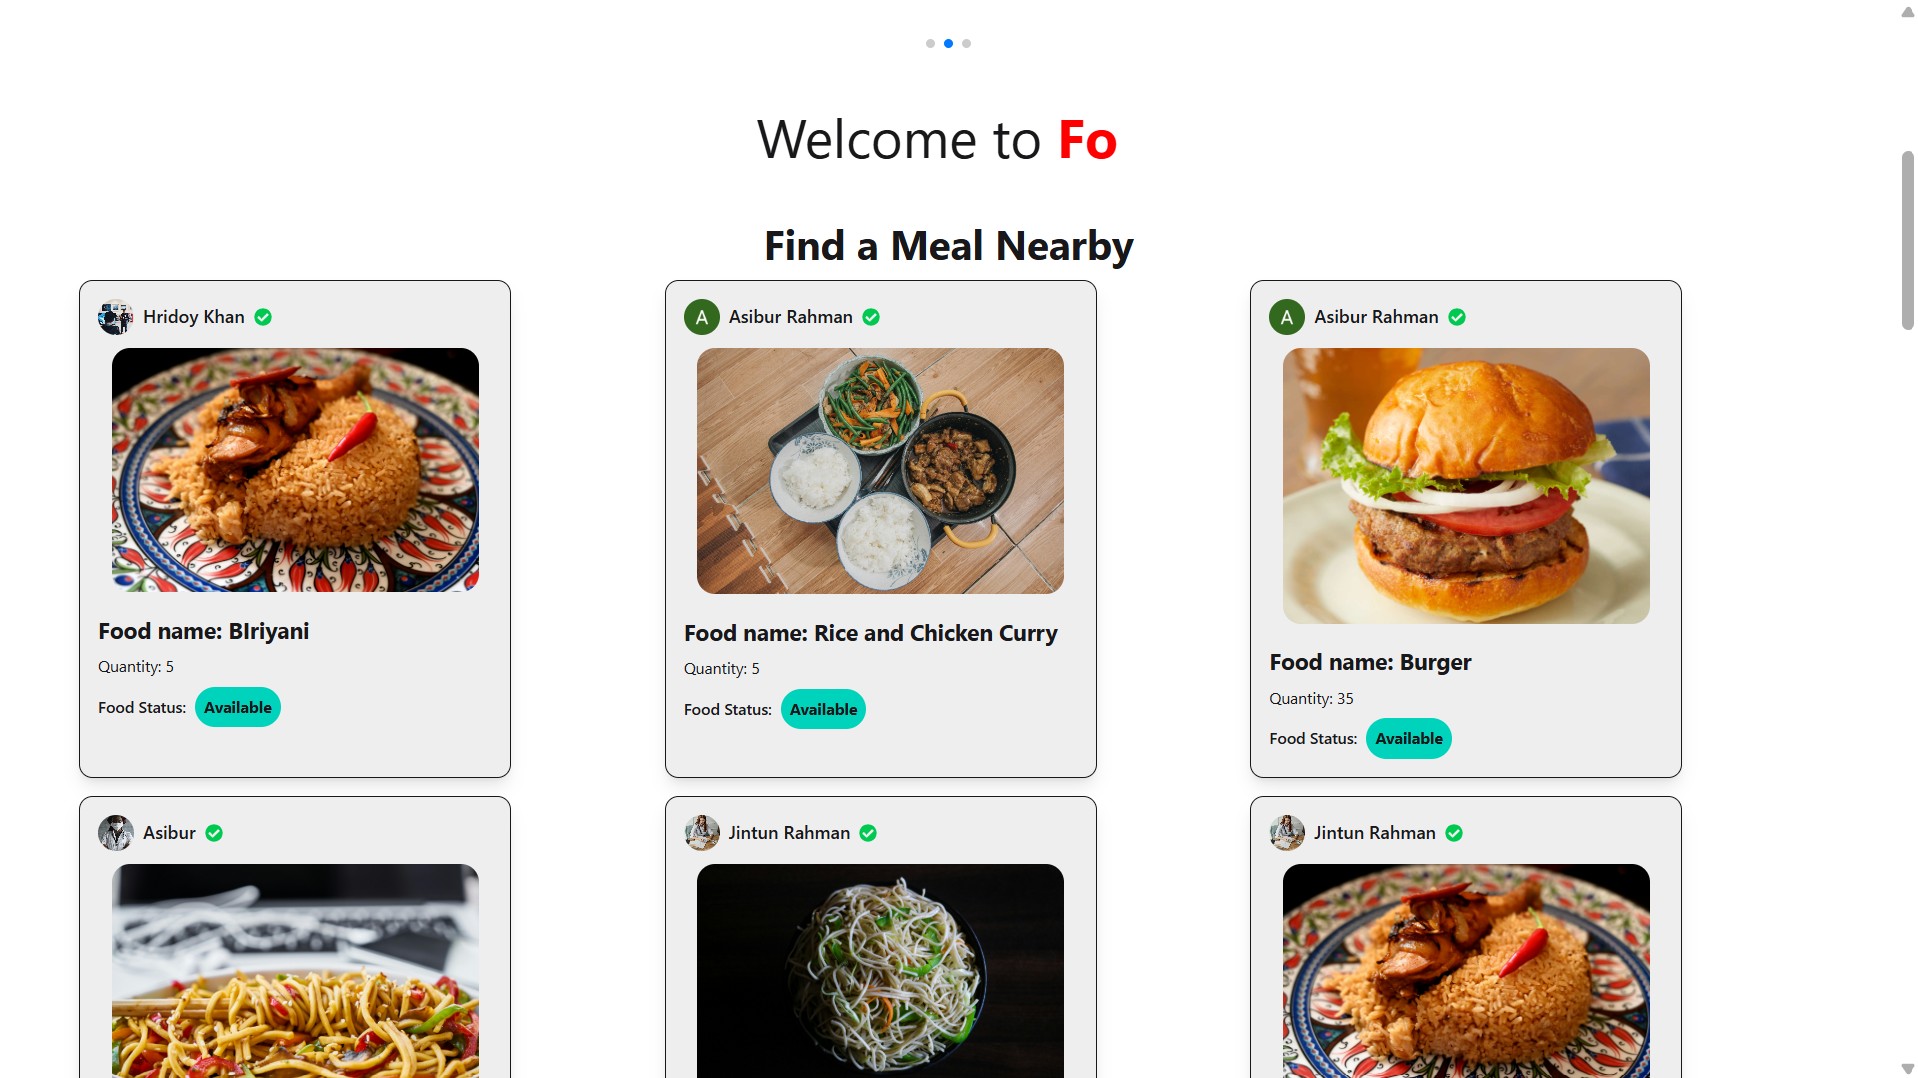 Welcome to Fo
Find a Meal Nearby
Hridoy Khan
Food name: BIriyani
Quantity: 5
Food Status: Available
A Asibur Rahman
Food name: Rice and Chicken Curry
Quantity: 5
Food Status: Available
A Asibur Rahman
Food name: Burger
Quantity: 35
Food Status: Available
Asibur
Jintun Rahman
Jintun Rahman